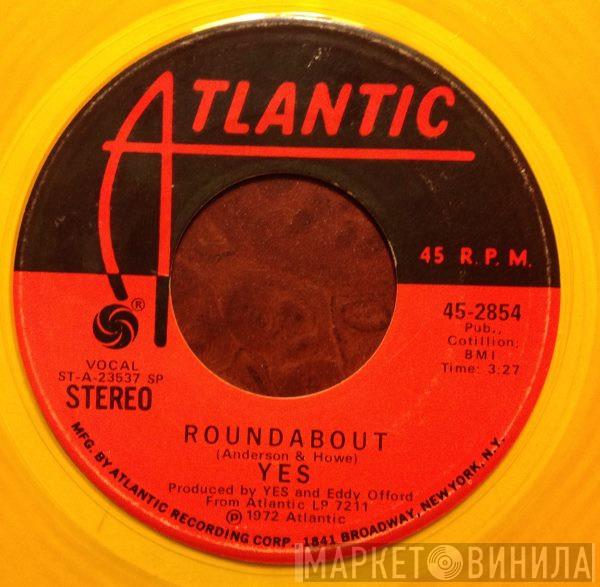 ATLANTIC
45 R.P.M.
®
45-2854
Pub.,
Cotillion;
BMI
Time: 3.27
VOCAL
ST-A-23537 SP
STEREO
ROUNDABOUT
(Anderson & Howe)
YES
Produced by YES and Eddy Offord
From Atlantic LP 7211
℗ 1972 Atlantic
MFG. BY ATLANTIC RECORDING CORP. 1841 BROADWAY, NEW YORK, N.Y.
МАРКЕТ ВИНИЛА